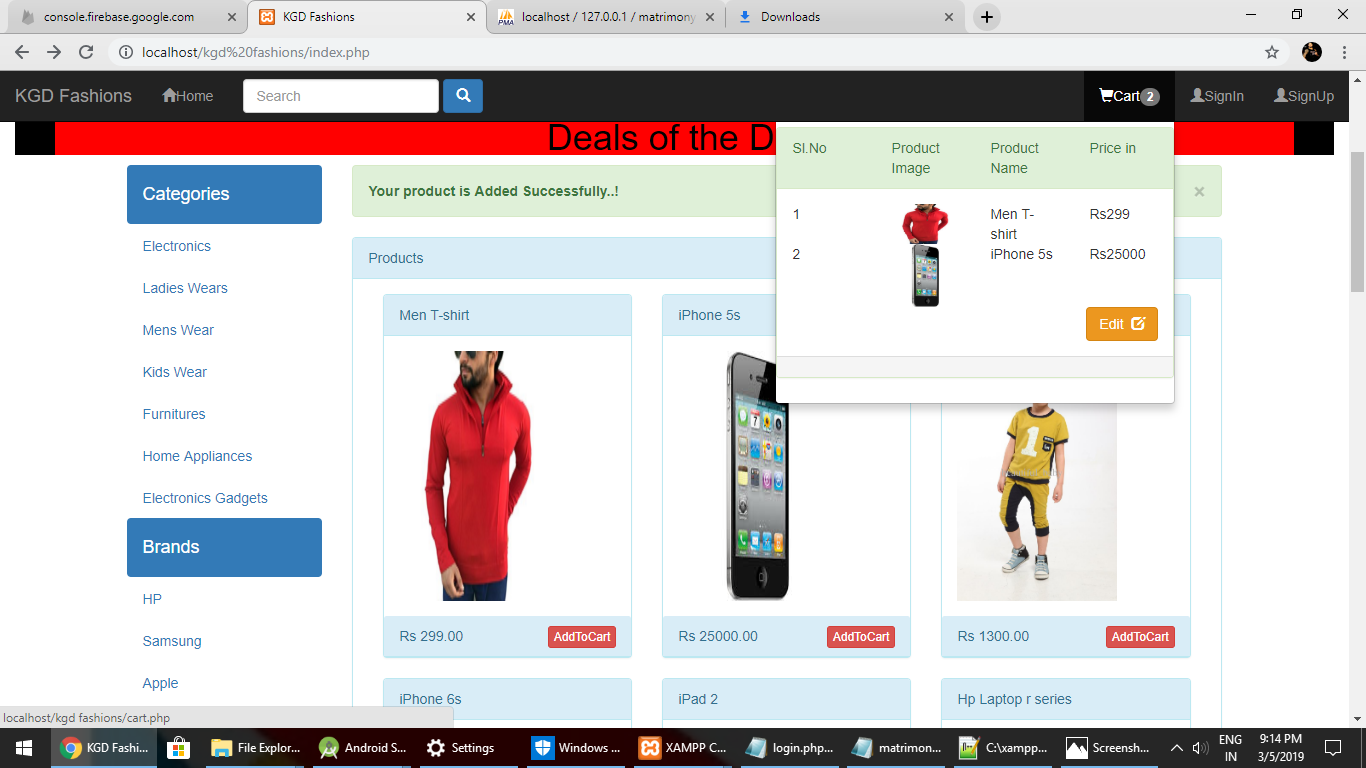 console.firebase.google.com
KGD Fashions
localhost / 127.0.0.1 / matrimony
Downloads
localhost/kgd%20fashions/index.php
KGD Fashions
Home
Search
Cart 2
SignIn
SignUp
Deals of the D
Categories
Electronics
Ladies Wears
Mens Wear
Kids Wear
Furnitures
Home Appliances
Electronics Gadgets
Brands
HP
Samsung
Apple
Your product is Added Successfully..!
×
Sl.No
Product
Image
Product
Name
Price in
1
Men T-
shirt
Rs299
2
iPhone 5s
Rs25000
Edit
Products
Men T-shirt
iPhone 5s
1
Rs 299.00
AddToCart
Rs 25000.00
AddToCart
Rs 1300.00
AddToCart
iPhone 6s
iPad 2
Hp Laptop r series
localhost/kgd fashions/cart.php
KGD Fashi...
File Explor...
Android S...
Settings
Windows ...
XAMPP C...
login.php...
matrimon...
C:\xampp...
Screensh...
ENG
IN
9:14 PM
3/5/2019